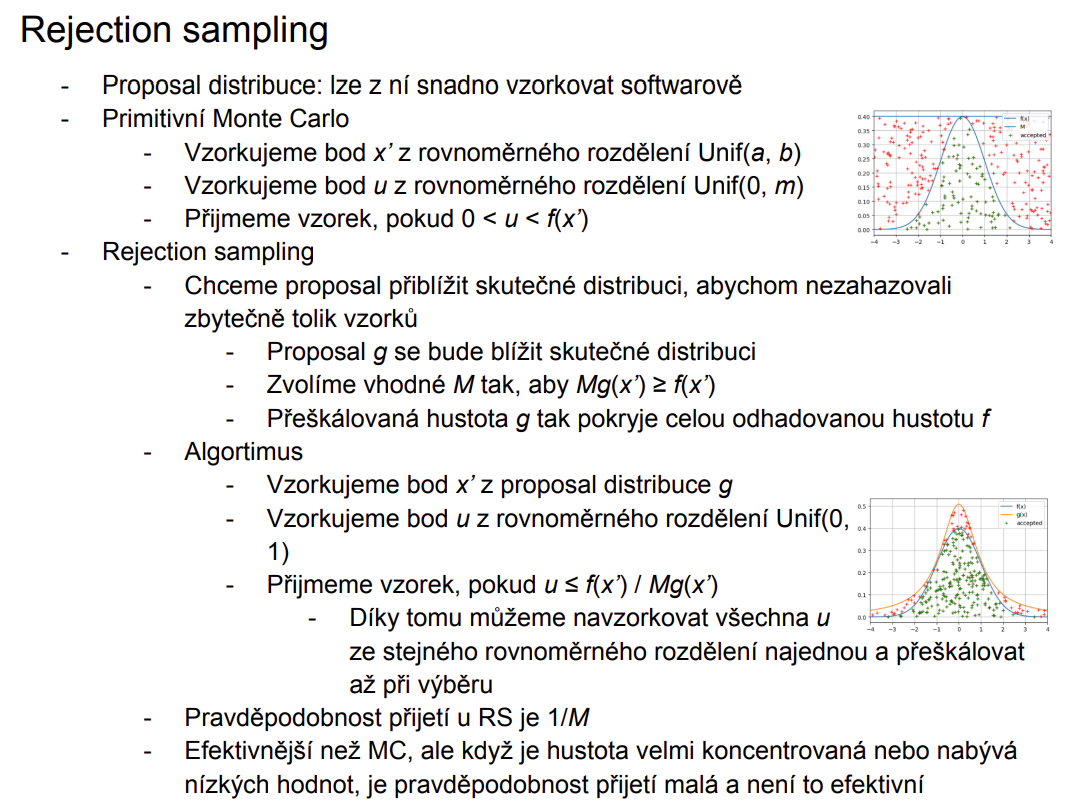 Rejection sampling
- Proposal distribuce: lze z ní snadno vzorkovat softwarově
- Primitivní Monte Carlo
- Vzorkujeme bod x’ z rovnoměrného rozdělení Unif(a, b)
- Vzorkujeme bod u z rovnoměrného rozdělení Unif(0, m)
- Přijmeme vzorek, pokud 0 < u < f(x’)
0.40
0.35
0.30
0.25
0.20
0.15
0.10
0.05
0.00
−4 −3 −2 −1 0 1 2 3 4
f(x)
M
accepted
- Rejection sampling
- Chceme proposal přiblížit skutečné distribuci, abychom nezahazovali
zbytečně tolik vzorků
- Proposal g se bude blížit skutečné distribuci
- Zvolíme vhodné M tak, aby Mg(x’) ≥ f(x’)
- Přeškálovaná hustota g tak pokryje celou odhadovanou hustotu f
- Algortimus
- Vzorkujeme bod x’ z proposal distribuce g
- Vzorkujeme bod u z rovnoměrného rozdělení Unif(0,
1)
- Přijmeme vzorek, pokud u ≤ f(x’) / Mg(x’)
- Díky tomu můžeme navzorkovat všechna u
ze stejného rovnoměrného rozdělení najednou a přeškálovat
až při výběru
0.5
0.4
0.3
0.2
0.1
0.0
−4 −3 −2 −1 0 1 2 3 4
f(x)
g(x)
accepted
- Pravděpodobnost přijetí u RS je 1/M
- Efektivnější než MC, ale když je hustota velmi koncentrovaná nebo nabývá
nízkých hodnot, je pravděpodobnost přijetí malá a není to efektivní